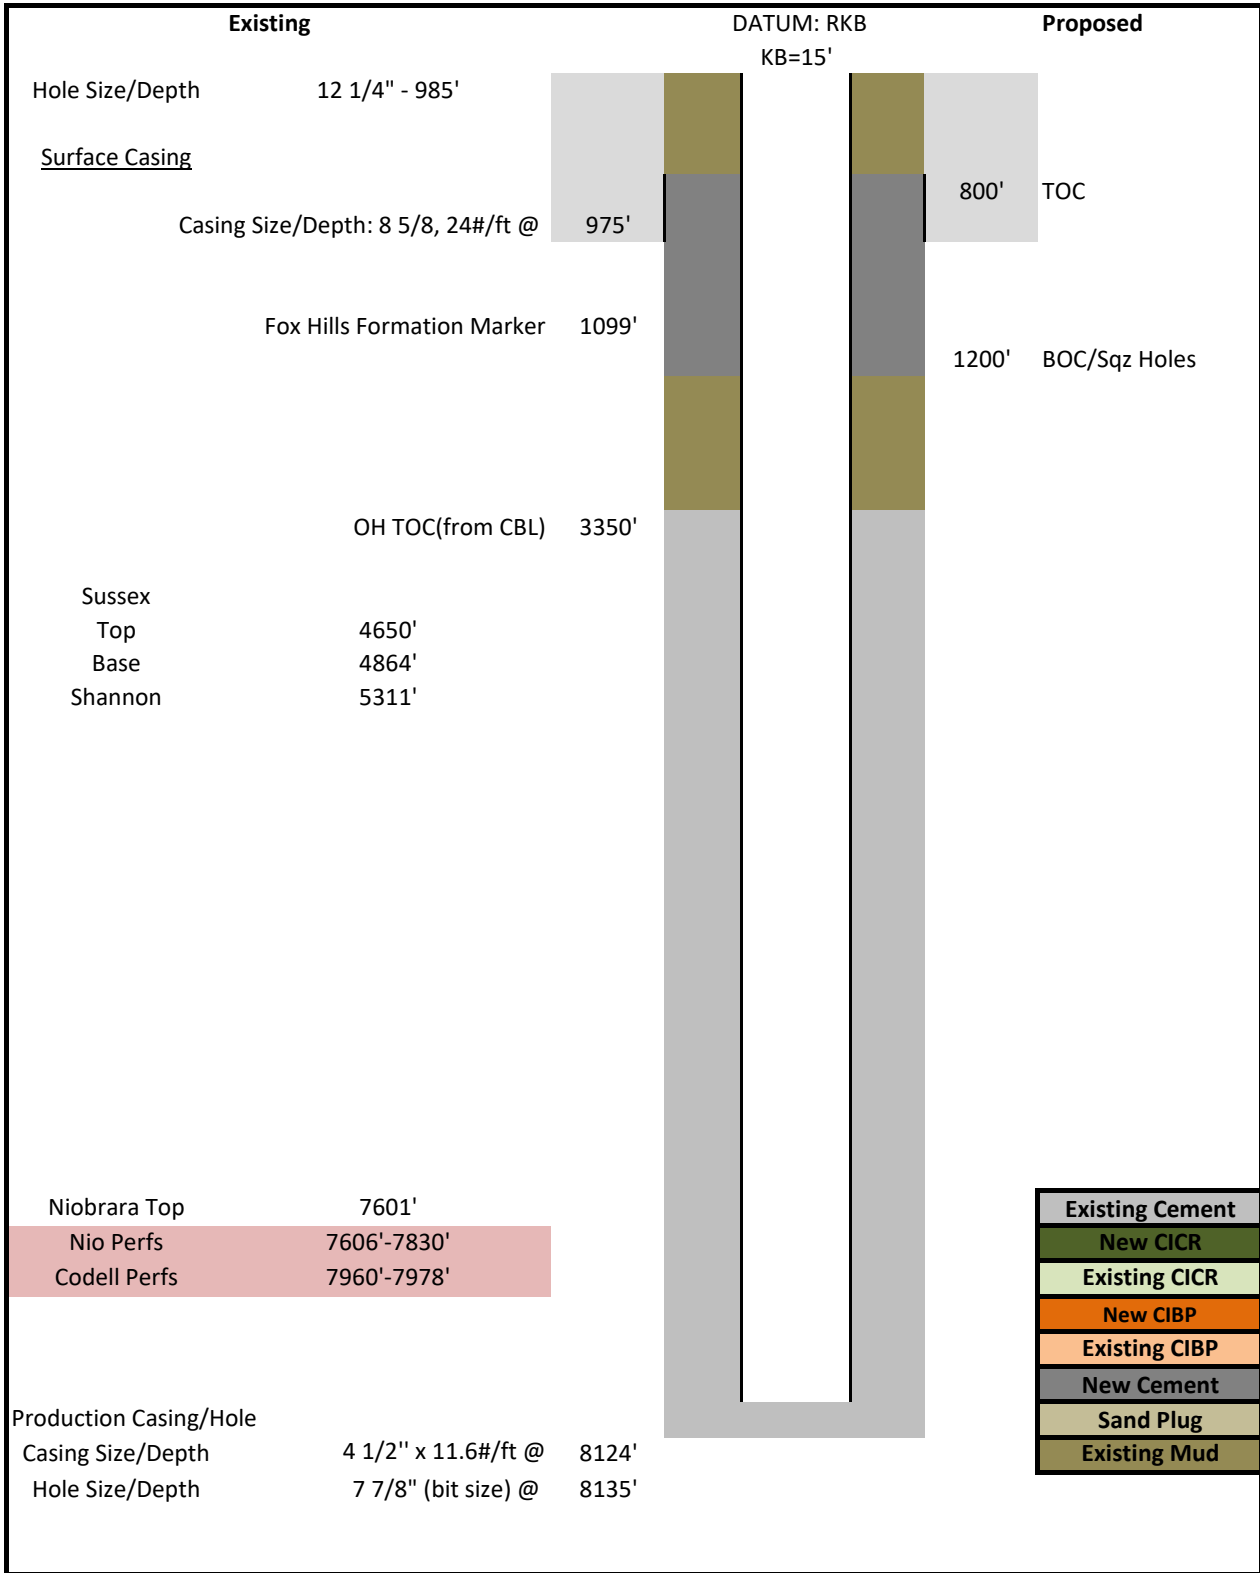 Existing DATUM: RKB Proposed
KB=15'
Hole Size/Depth 12 1/4" - 985'
Surface Casing
800' TOC
Casing Size/Depth: 8 5/8, 24#/ft @ 975'
Fox Hills Formation Marker 1099'
1200' BOC/Sqz Holes
OH TOC(from CBL) 3350'
Sussex
Top 4650'
Base 4864'
Shannon 5311'
Niobrara Top 7601'
Nio Perfs 7606'-7830'
Codell Perfs 7960'-7978'
Production Casing/Hole
Casing Size/Depth 4 1/2'' x 11.6#/ft @ 8124'
Hole Size/Depth 7 7/8" (bit size) @ 8135'
Existing Cement
New CICR
Existing CICR
New CIBP
Existing CIBP
New Cement
Sand Plug
Existing Mud